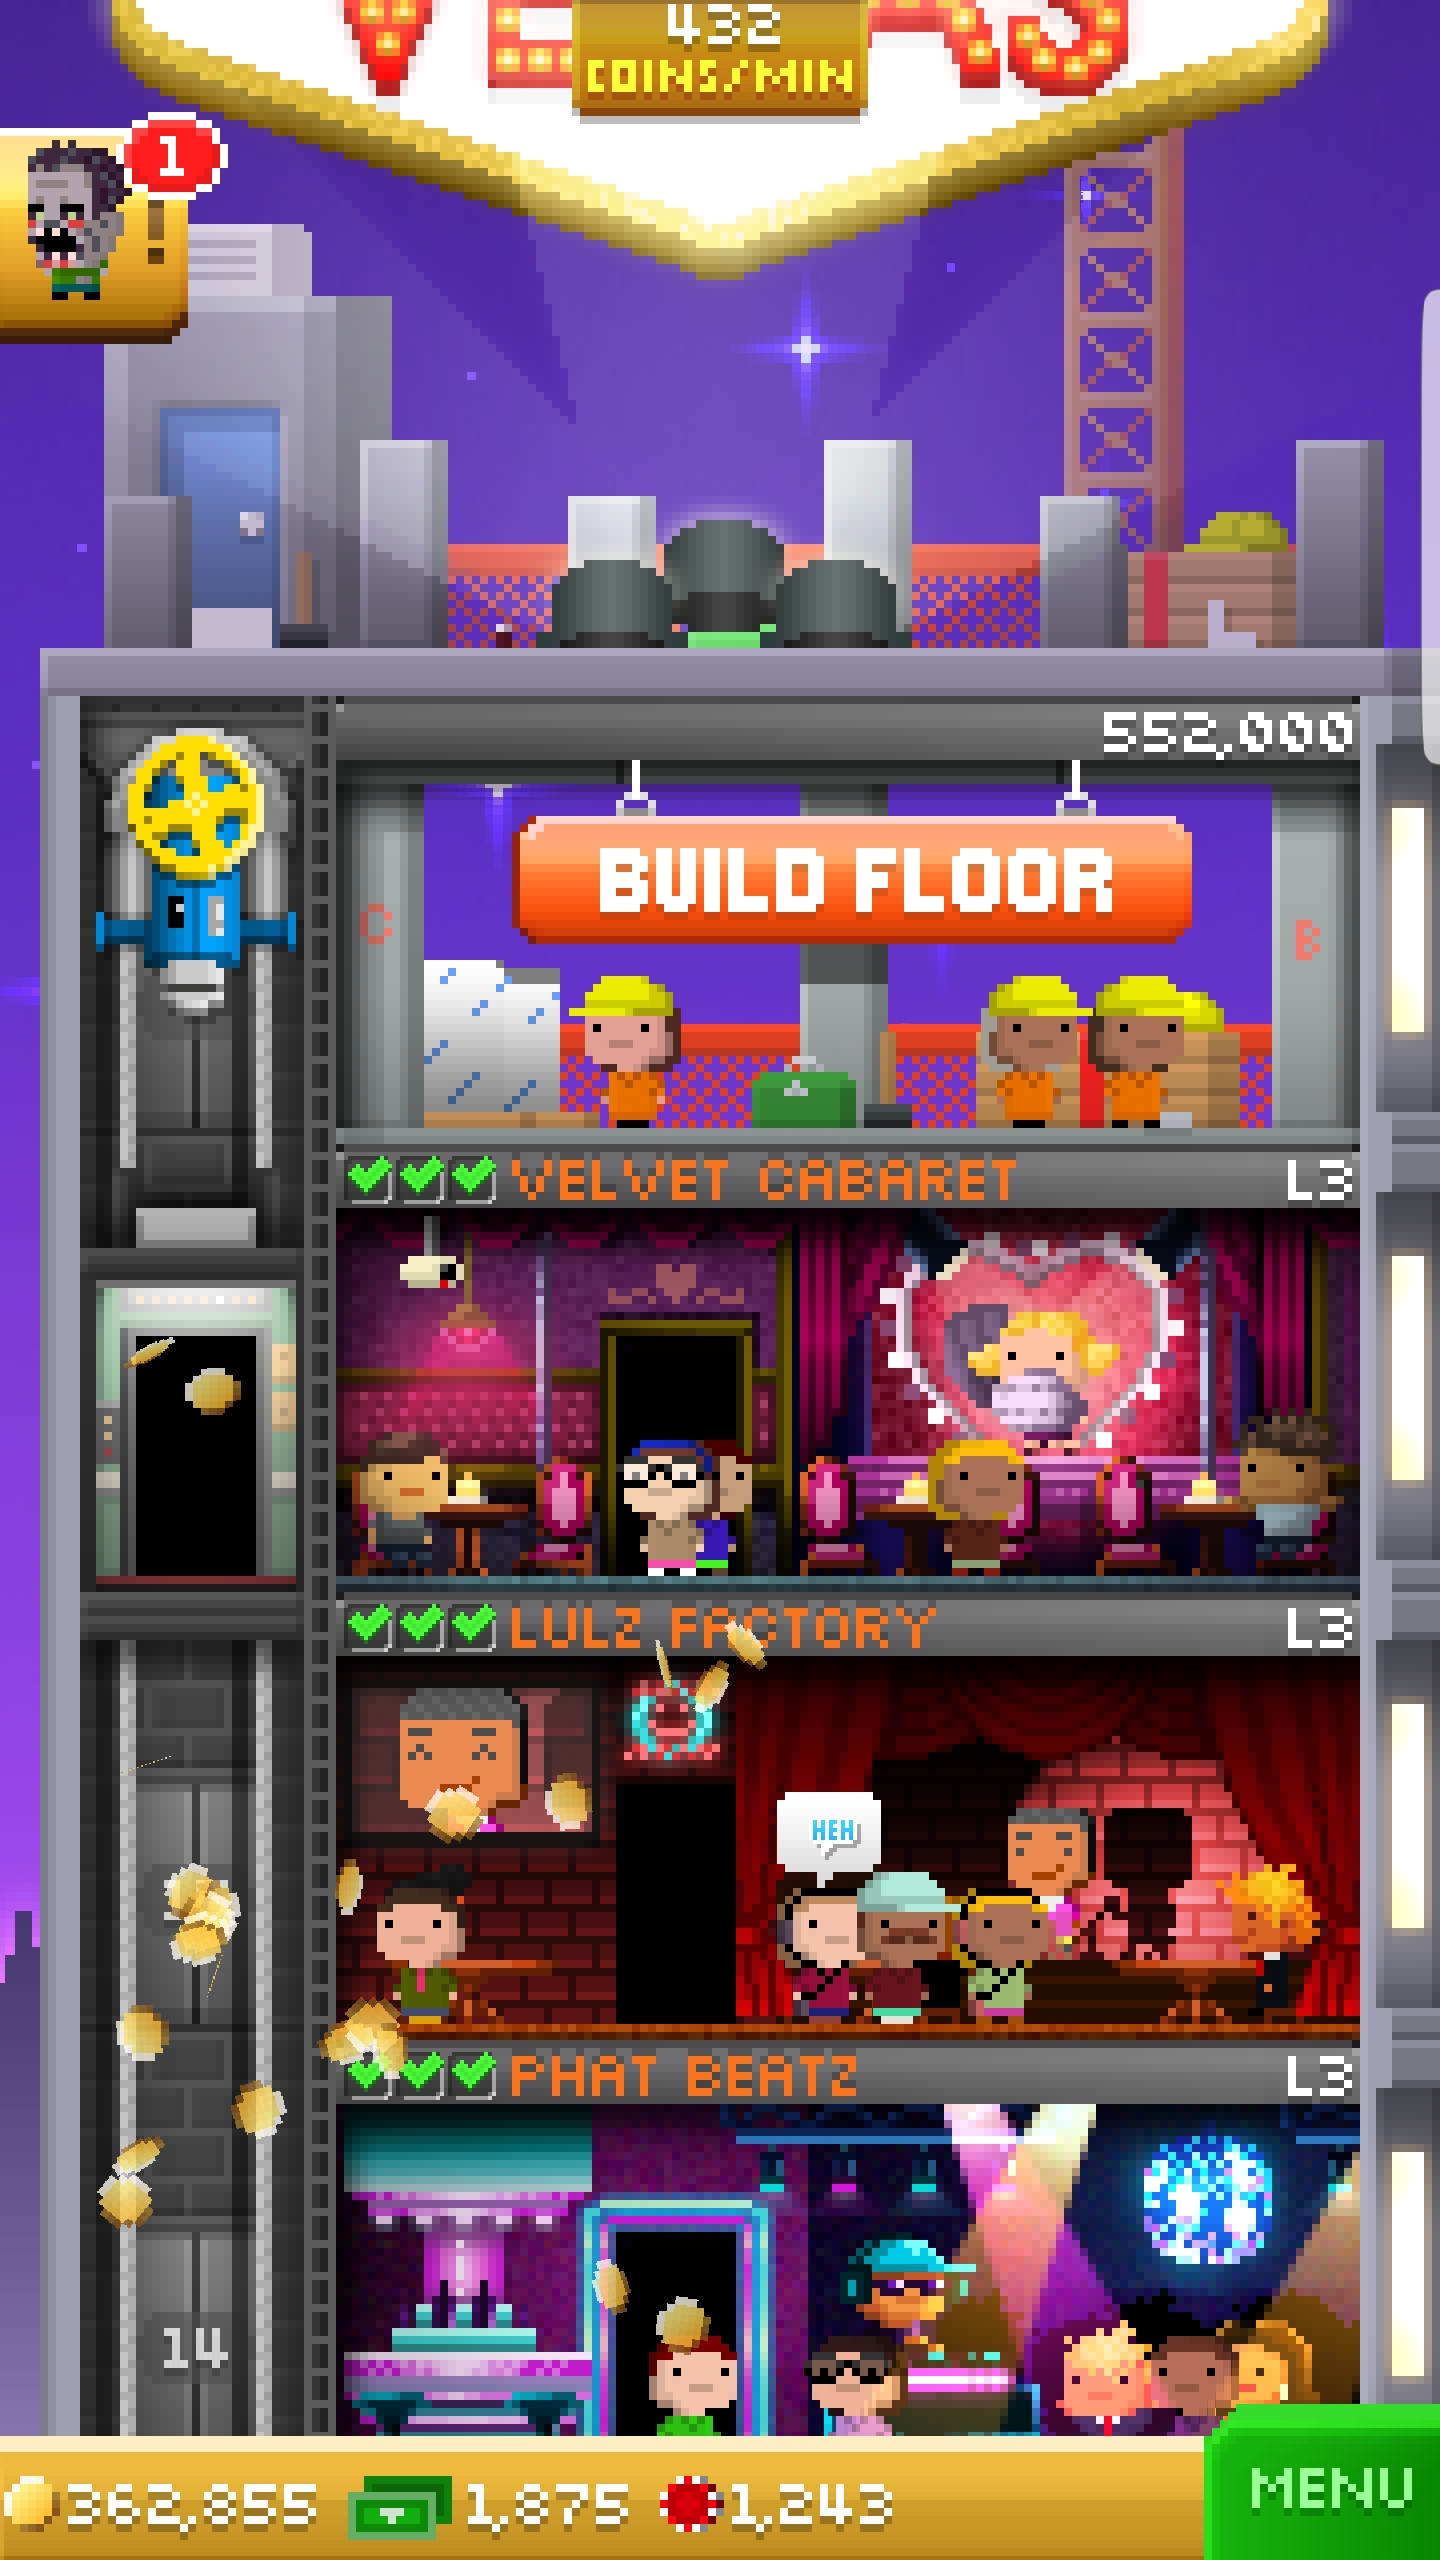 VEGAS
432
COINS/MIN
1
!
552,000
BUILD FLOOR
C
B
VELVET CABARET L3
LULZ FACTORY L3
HEH
PHAT BEATZ L3
14
362,855 1,875 1,243
MENU